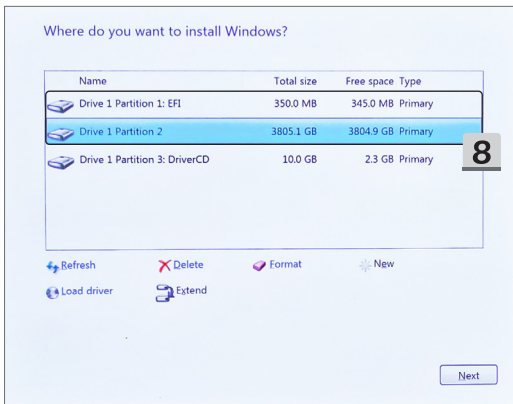 Where do you want to install Windows?
Name Total size Free space Type
Drive 1 Partition 1: EFI 350.0 MB 345.0 MB Primary
Drive 1 Partition 2 3805.1 GB 3804.9 GB Primary
8
Drive 1 Partition 3: DriverCD 10.0 GB 2.3 GB Primary
Refresh Delete Format New
Load driver Extend
Next